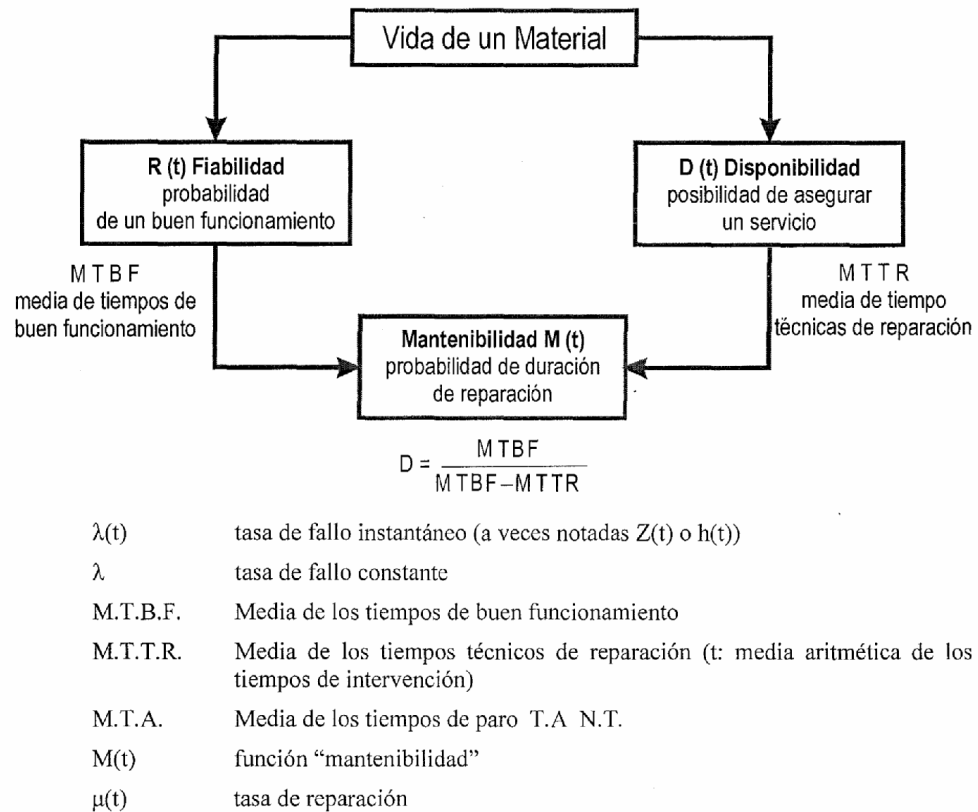 Vida de un Material
R (t) Fiabilidad
probabilidad
de un buen funcionamiento
D (t) Disponibilidad
posibilidad de asegurar
un servicio
M T B F
media de tiempos de
buen funcionamiento
M T T R
media de tiempo
técnicas de reparación
Mantenibilidad M (t)
probabilidad de duración
de reparación
D = M TBF
M TBF–M TTR
λ(t) tasa de fallo instantáneo (a veces notadas Z(t) o h(t))
λ tasa de fallo constante
M.T.B.F. Media de los tiempos de buen funcionamiento
M.T.T.R. Media de los tiempos técnicos de reparación (t: media aritmética de los
tiempos de intervención)
M.T.A. Media de los tiempos de paro T.A N.T.
M(t) función “mantenibilidad”
μ(t) tasa de reparación